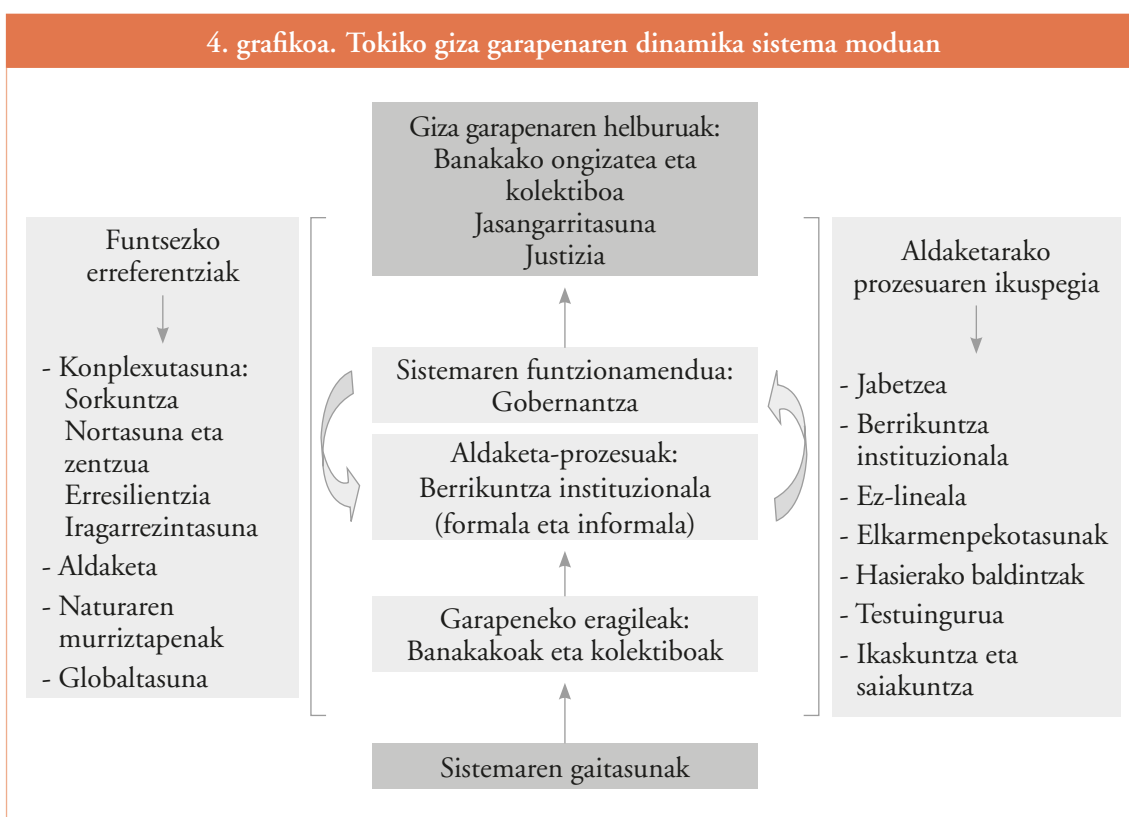 4. grafikoa. Tokiko giza garapenaren dinamika sistema moduan
Giza garapenaren helburuak:
Banakako ongizatea eta
kolektiboa
Jasangarritasuna
Justizia
Funtsezko
erreferentziak
- Konplexutasuna:
Sorkuntza
Nortasuna eta
zentzua
Erresilientzia
Iragarrezintasuna
- Aldaketa
- Naturaren
murriztapenak
- Globaltasuna
Sistemaren funtzionamendua:
Gobernantza
Aldaketa-prozesuak:
Berrikuntza instituzionala
(formala eta informala)
Garapeneko eragileak:
Banakakoak eta kolektiboak
Sistemaren gaitasunak
Aldaketarako
prozesuaren ikuspegia
- Jabetzea
- Berrikuntza
instituzionala
- Ez-lineala
- Elkarmenpekotasunak
- Hasierako baldintzak
- Testuingurua
- Ikaskuntza eta
saiakuntza